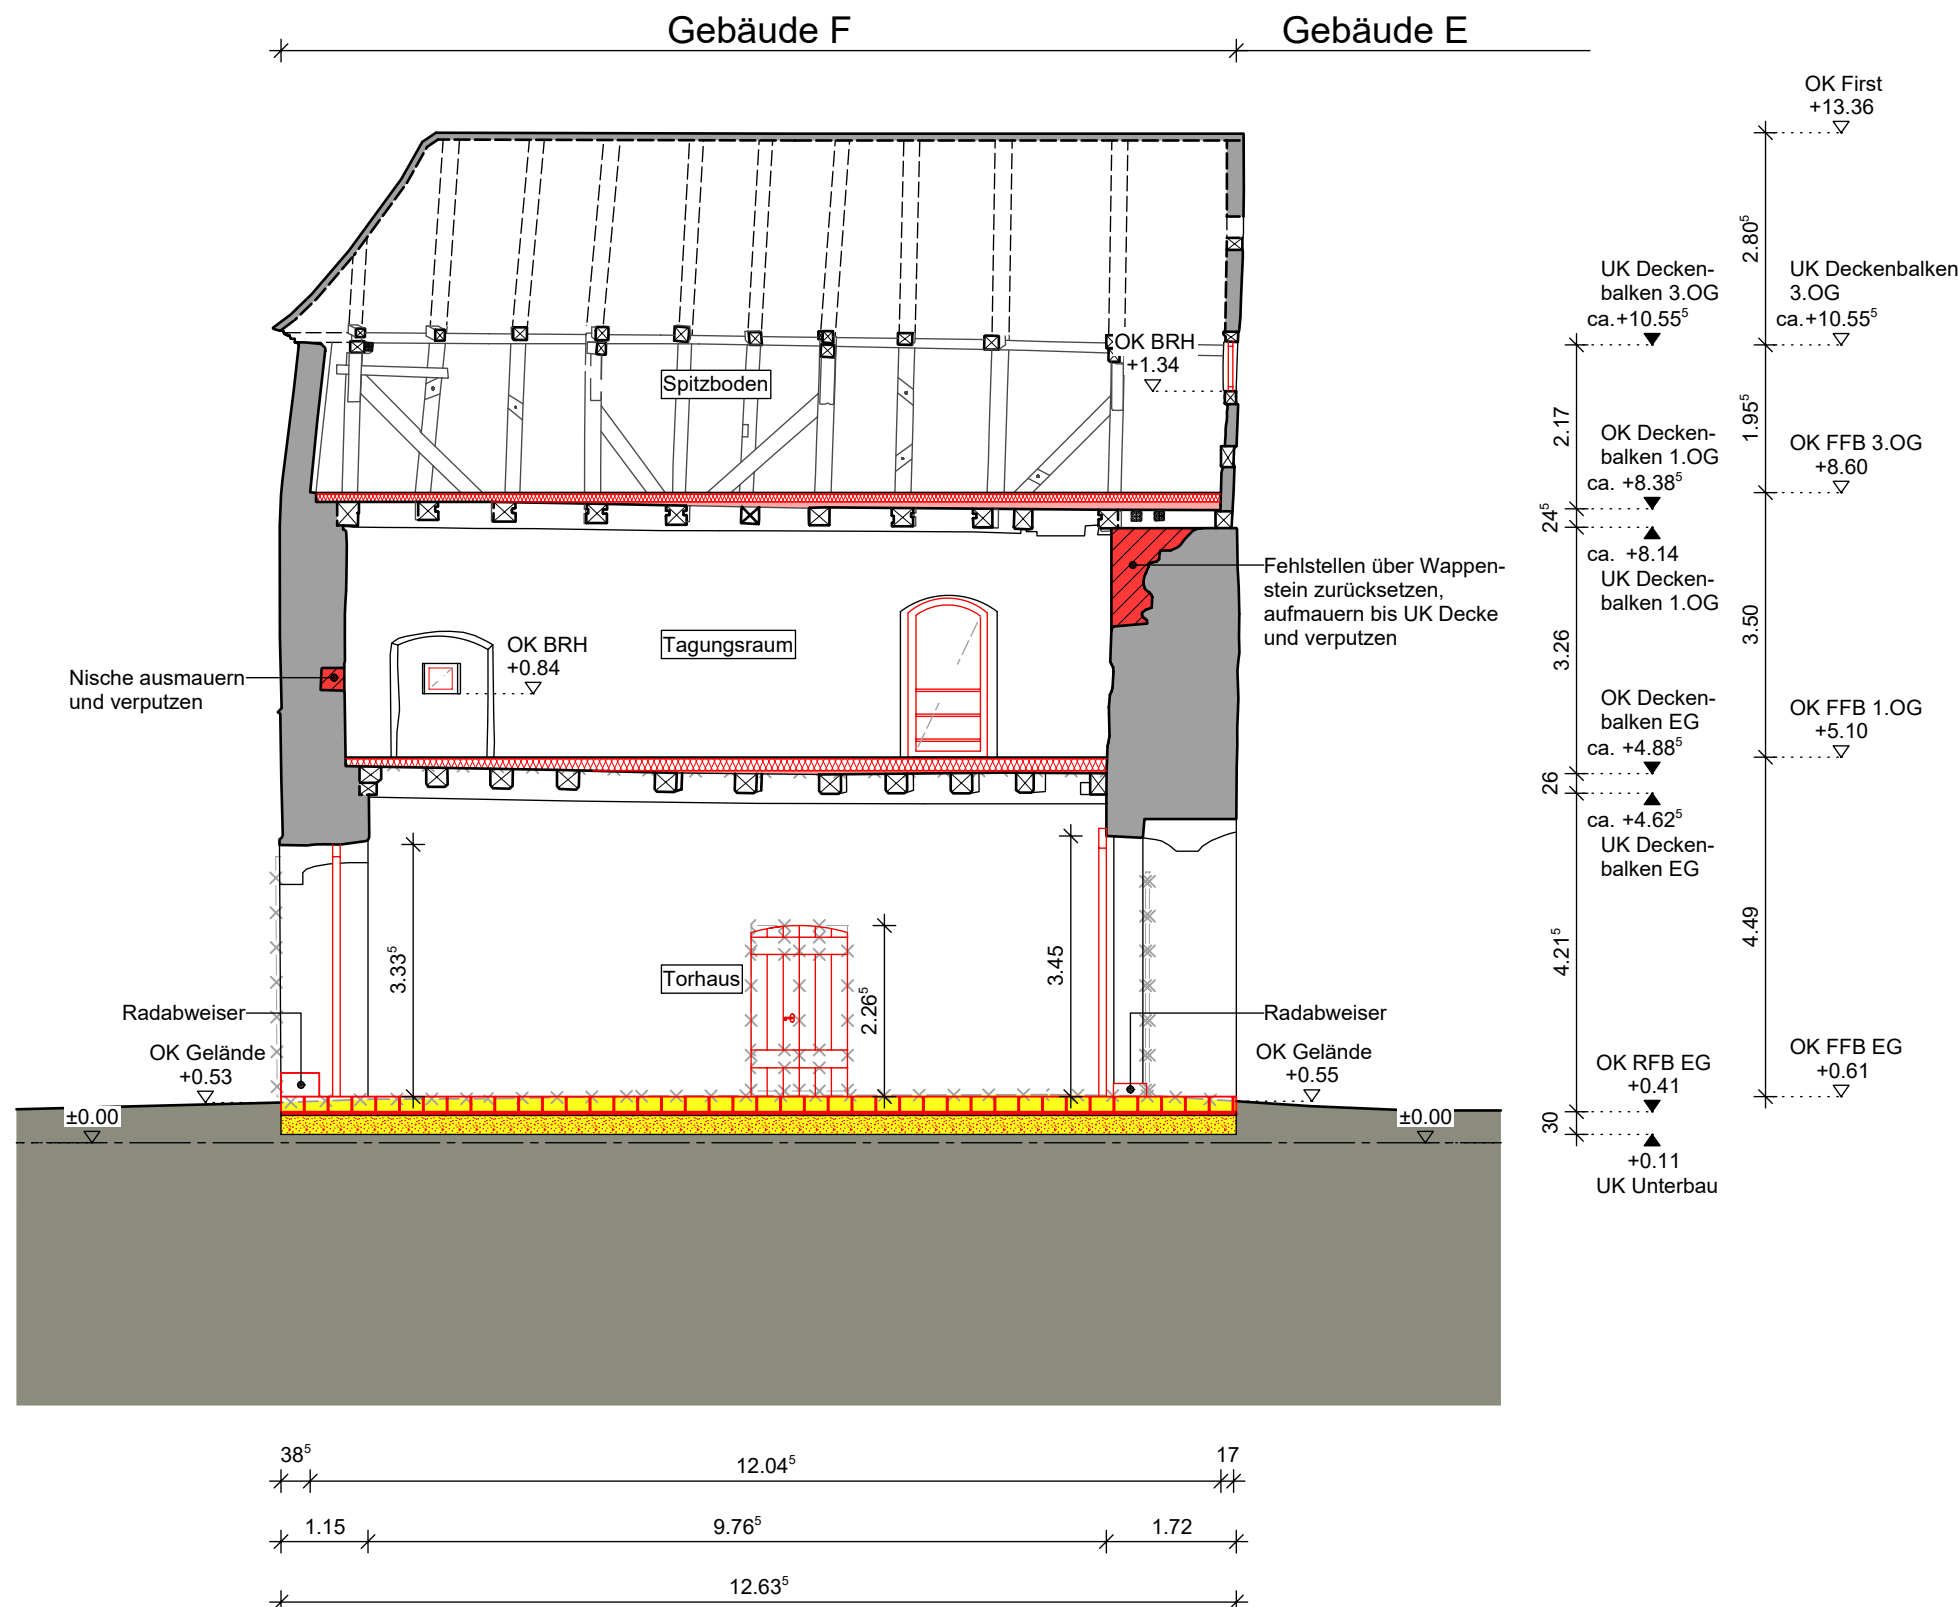 Gebäude F
Gebäude E
OK First
+13.36
2.80⁵
UK Decken-
balken 3.OG
ca.+10.55⁵
UK Deckenbalken
3.OG
ca.+10.55⁵
OK BRH
+1.34
Spitzboden
2.17
1.95⁵
OK Decken-
balken 1.OG
ca. +8.38⁵
OK FFB 3.OG
+8.60
24⁵
ca. +8.14
UK Decken-
balken 1.OG
Fehlstellen über Wappen-
stein zurücksetzen,
aufmauern bis UK Decke
und verputzen
Tagungsraum
OK BRH
+0.84
Nische ausmauern
und verputzen
3.26
3.50
OK Decken-
balken EG
ca. +4.88⁵
OK FFB 1.OG
+5.10
26
ca. +4.62⁵
UK Decken-
balken EG
3.33⁵
Torhaus
2.26⁵
3.45
4.21⁵
4.49
Radabweiser
Radabweiser
OK Gelände
+0.53
OK Gelände
+0.55
OK RFB EG
+0.41
OK FFB EG
+0.61
±0.00
±0.00
30
+0.11
UK Unterbau
38⁵
12.04⁵
17
1.15
9.76⁵
1.72
12.63⁵